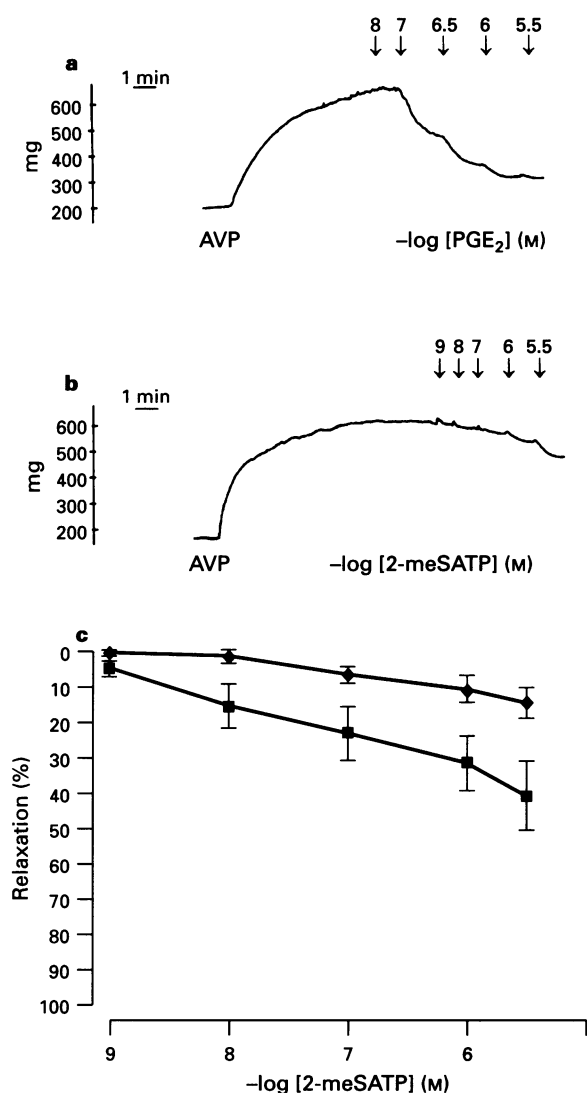 8 7 6.5 6 5.5
a
1 min
600
500
400
300
200
mg
AVP
–log [PGE2] (M)
9 8 7 6 5.5
b
1 min
600
500
400
300
200
mg
AVP
–log [2-meSATP] (M)
c
0
10
20
30
40
50
60
70
80
90
100
Relaxation (%)
9 8 7 6
–log [2-meSATP] (M)